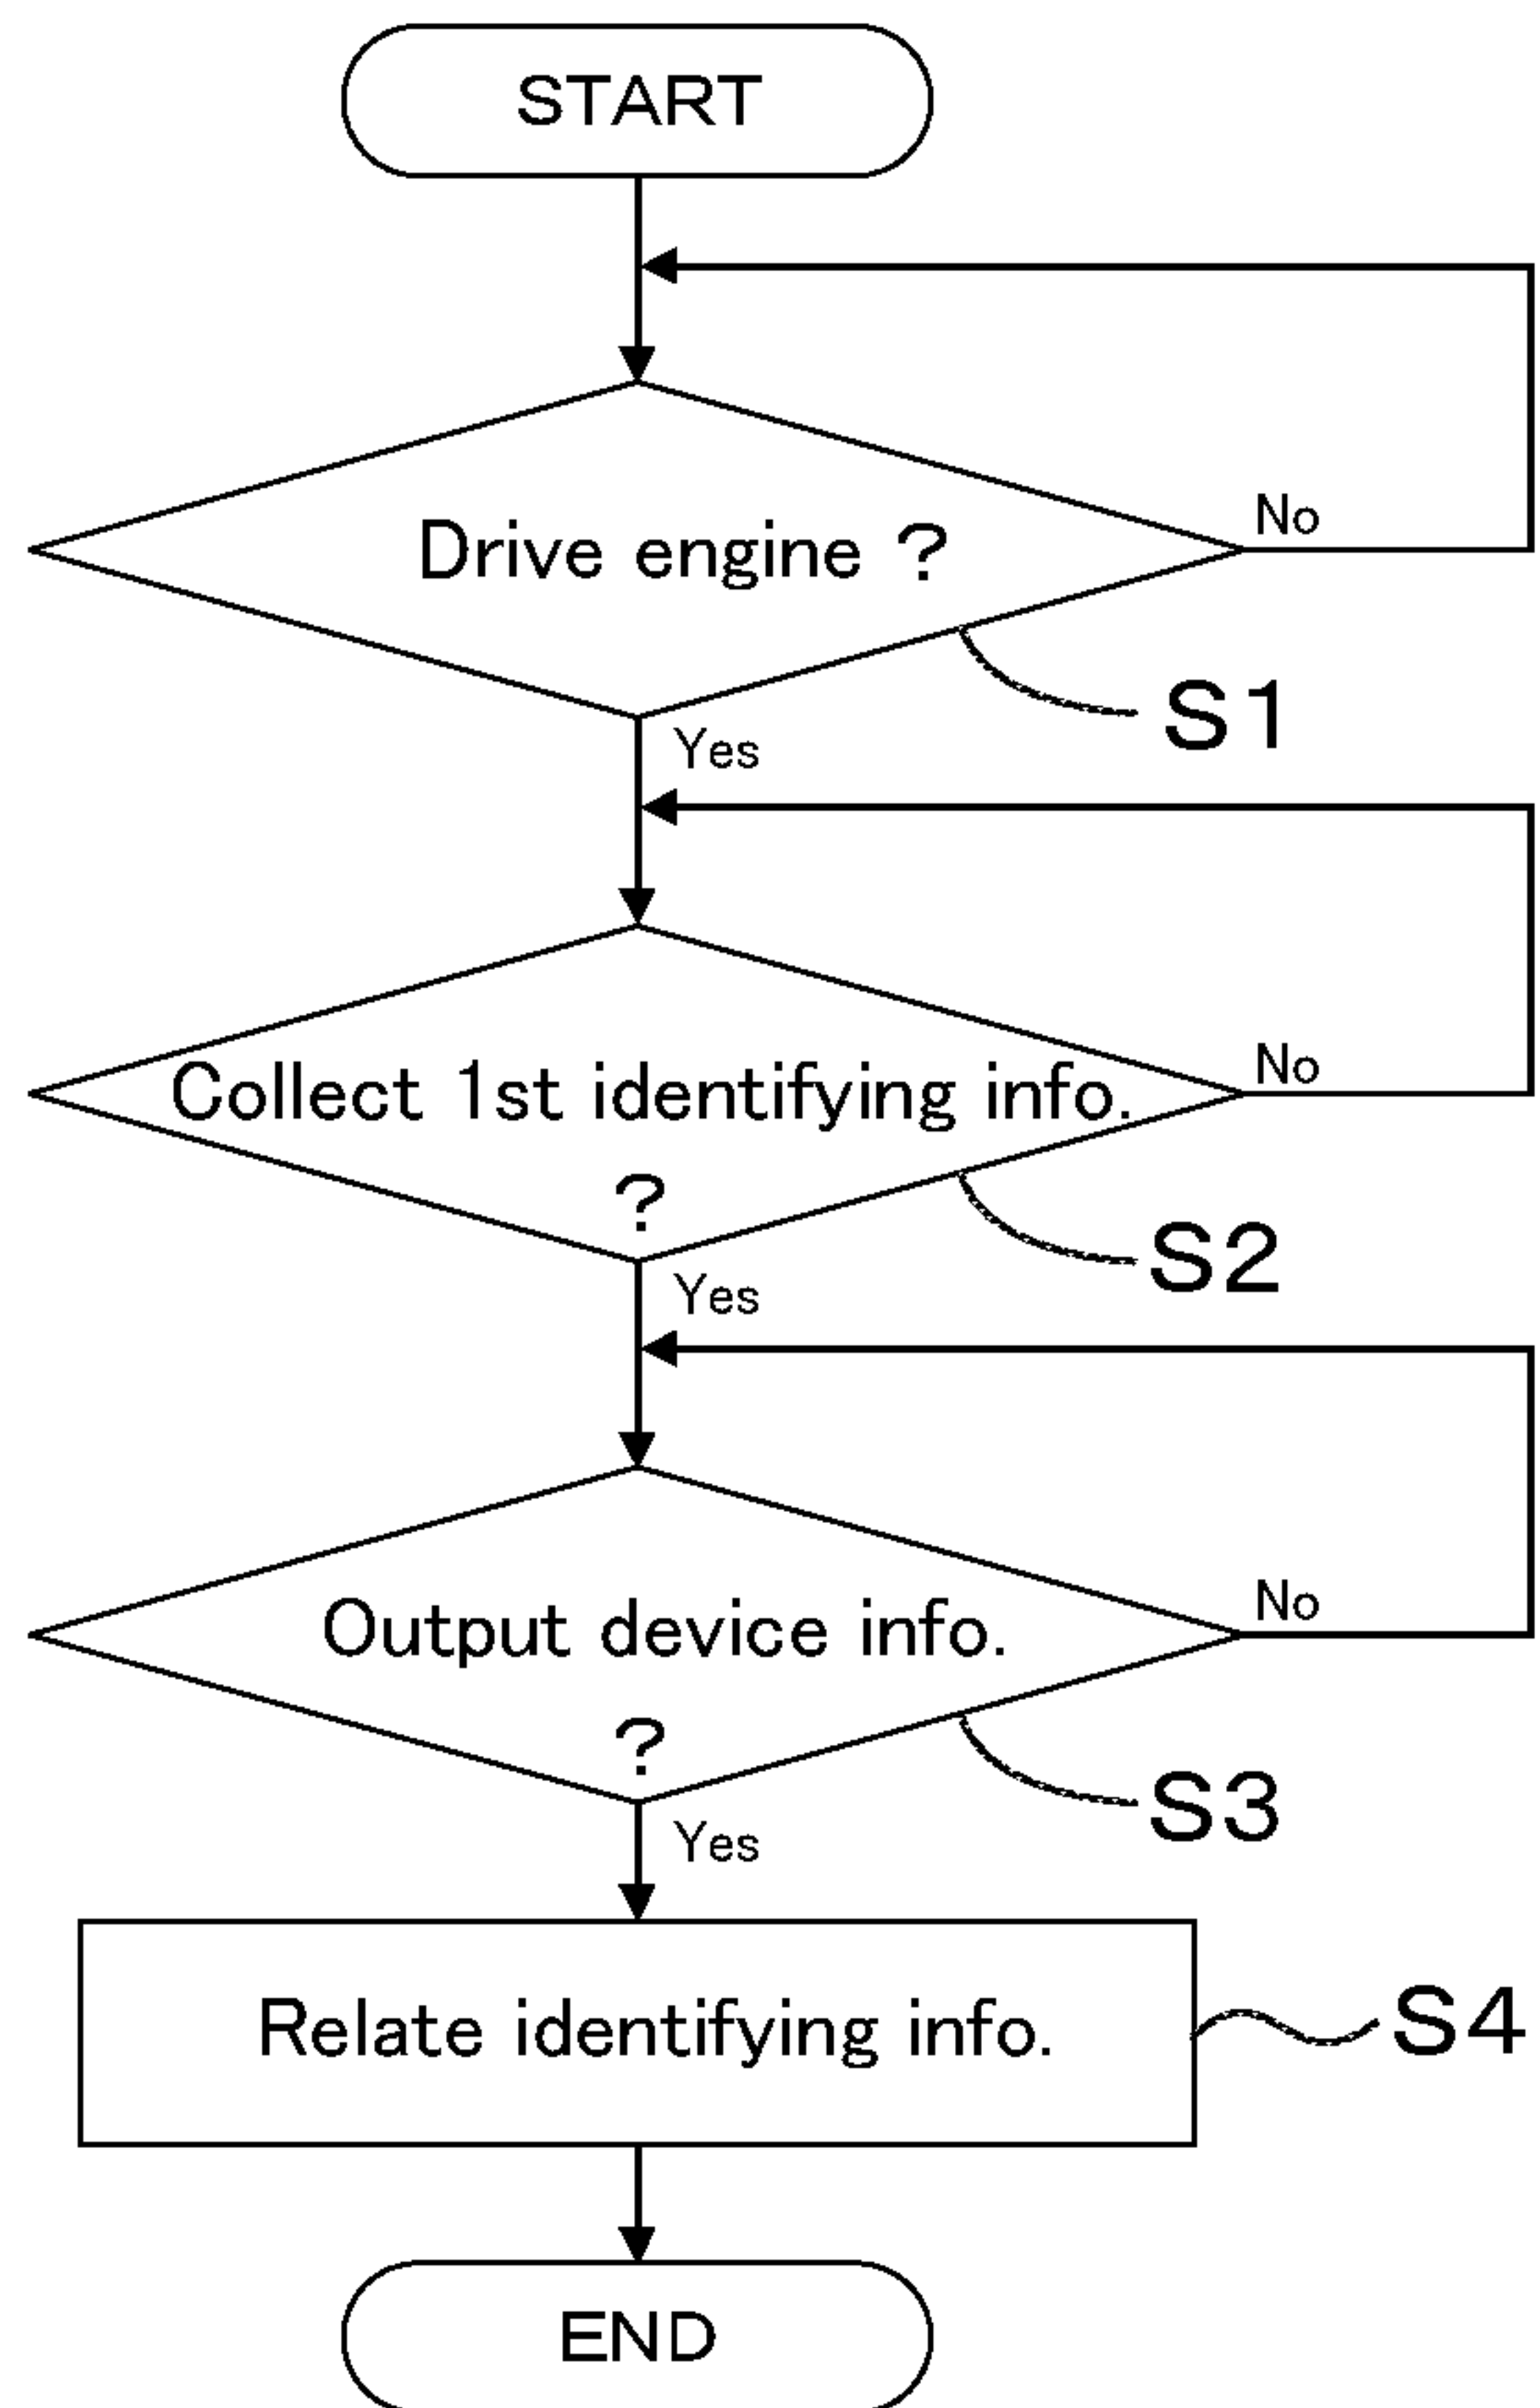 START
Drive engine ?
No
S1
Yes
Collect 1st identifying info.
?
No
S2
Yes
Output device info.
?
No
S3
Yes
Relate identifying info.
S4
END